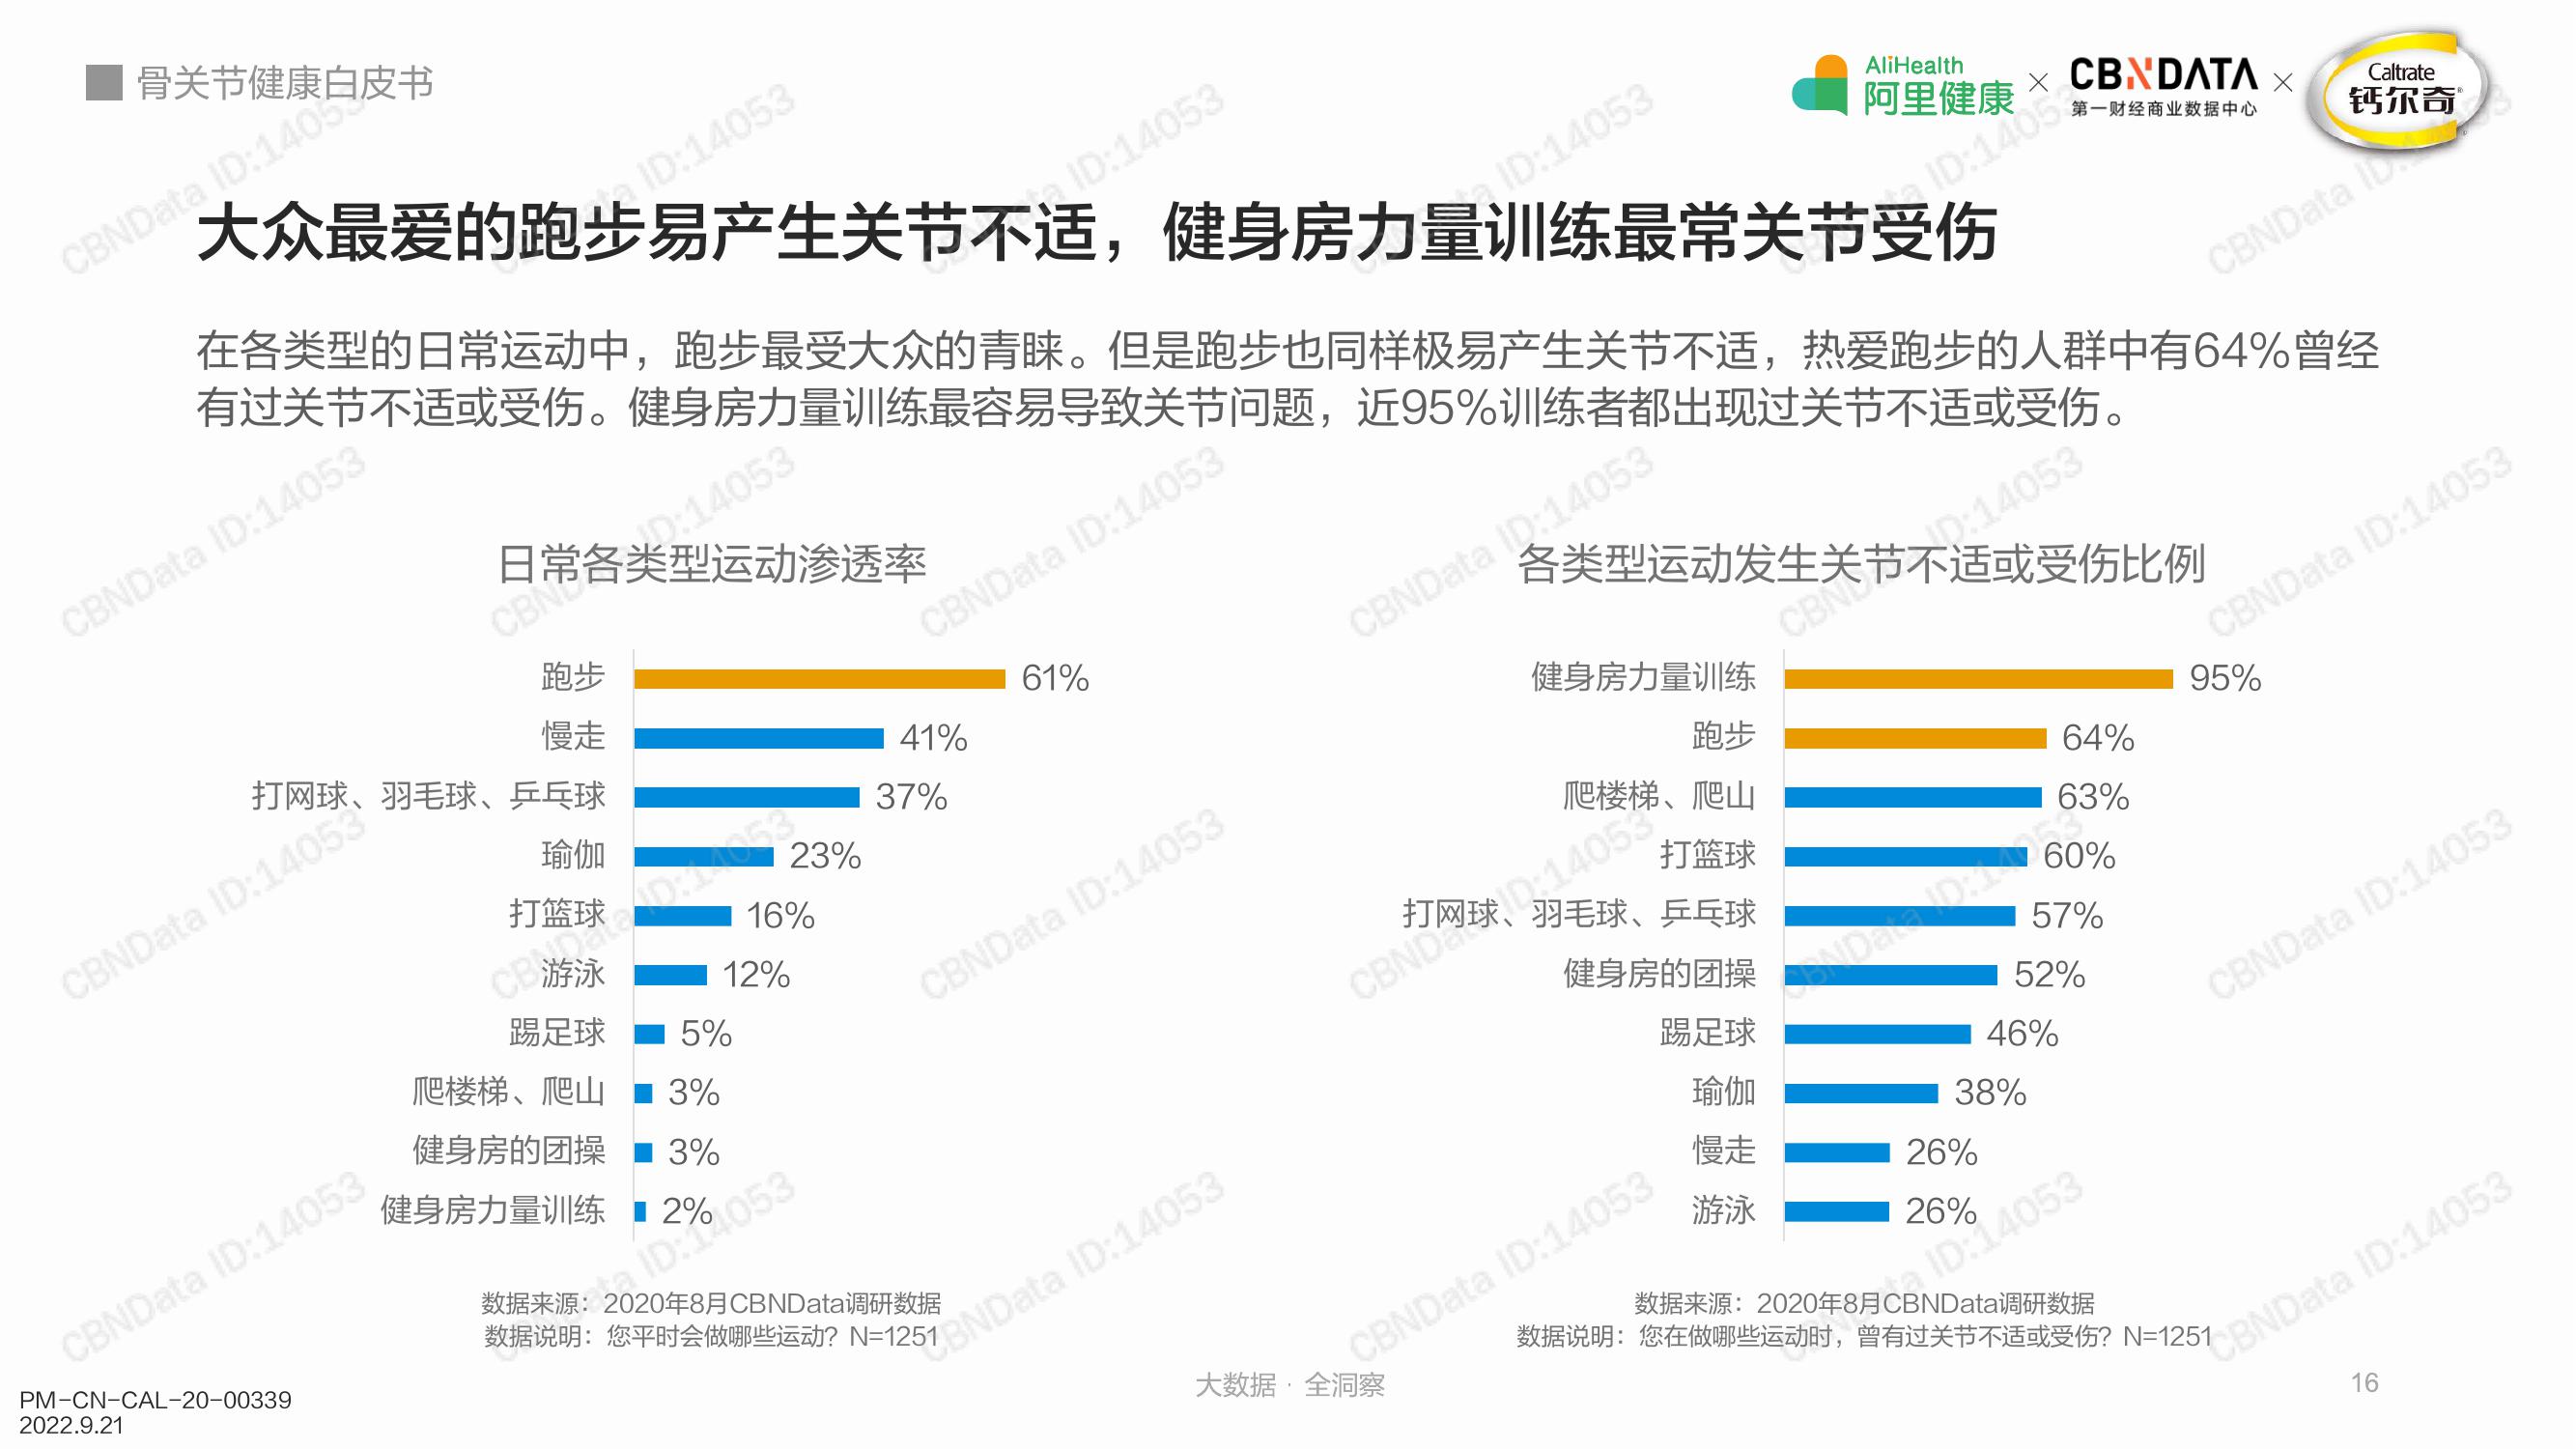 骨关节健康白皮书
AliHealth
阿里健康
×
CBNDATA
第一财经商业数据中心
×
Caltrate
钙尔奇
大众最爱的跑步易产生关节不适，健身房力量训练最常关节受伤
在各类型的日常运动中，跑步最受大众的青睐。但是跑步也同样极易产生关节不适，热爱跑步的人群中有64%曾经
有过关节不适或受伤。健身房力量训练最容易导致关节问题，近95%训练者都出现过关节不适或受伤。
日常各类型运动渗透率
跑步 61%
慢走 41%
打网球、羽毛球、乒乓球 37%
瑜伽 23%
打篮球 16%
游泳 12%
踢足球 5%
爬楼梯、爬山 3%
健身房的团操 3%
健身房力量训练 2%
数据来源：2020年8月CBNData调研数据
数据说明：您平时会做哪些运动？N=1251
各类型运动发生关节不适或受伤比例
健身房力量训练 95%
跑步 64%
爬楼梯、爬山 63%
打篮球 60%
打网球、羽毛球、乒乓球 57%
健身房的团操 52%
踢足球 46%
瑜伽 38%
慢走 26%
游泳 26%
数据来源：2020年8月CBNData调研数据
数据说明：您在做哪些运动时，曾有过关节不适或受伤？N=1251
大数据 · 全洞察
16
PM-CN-CAL-20-00339
2022.9.21
CBNData ID:14053